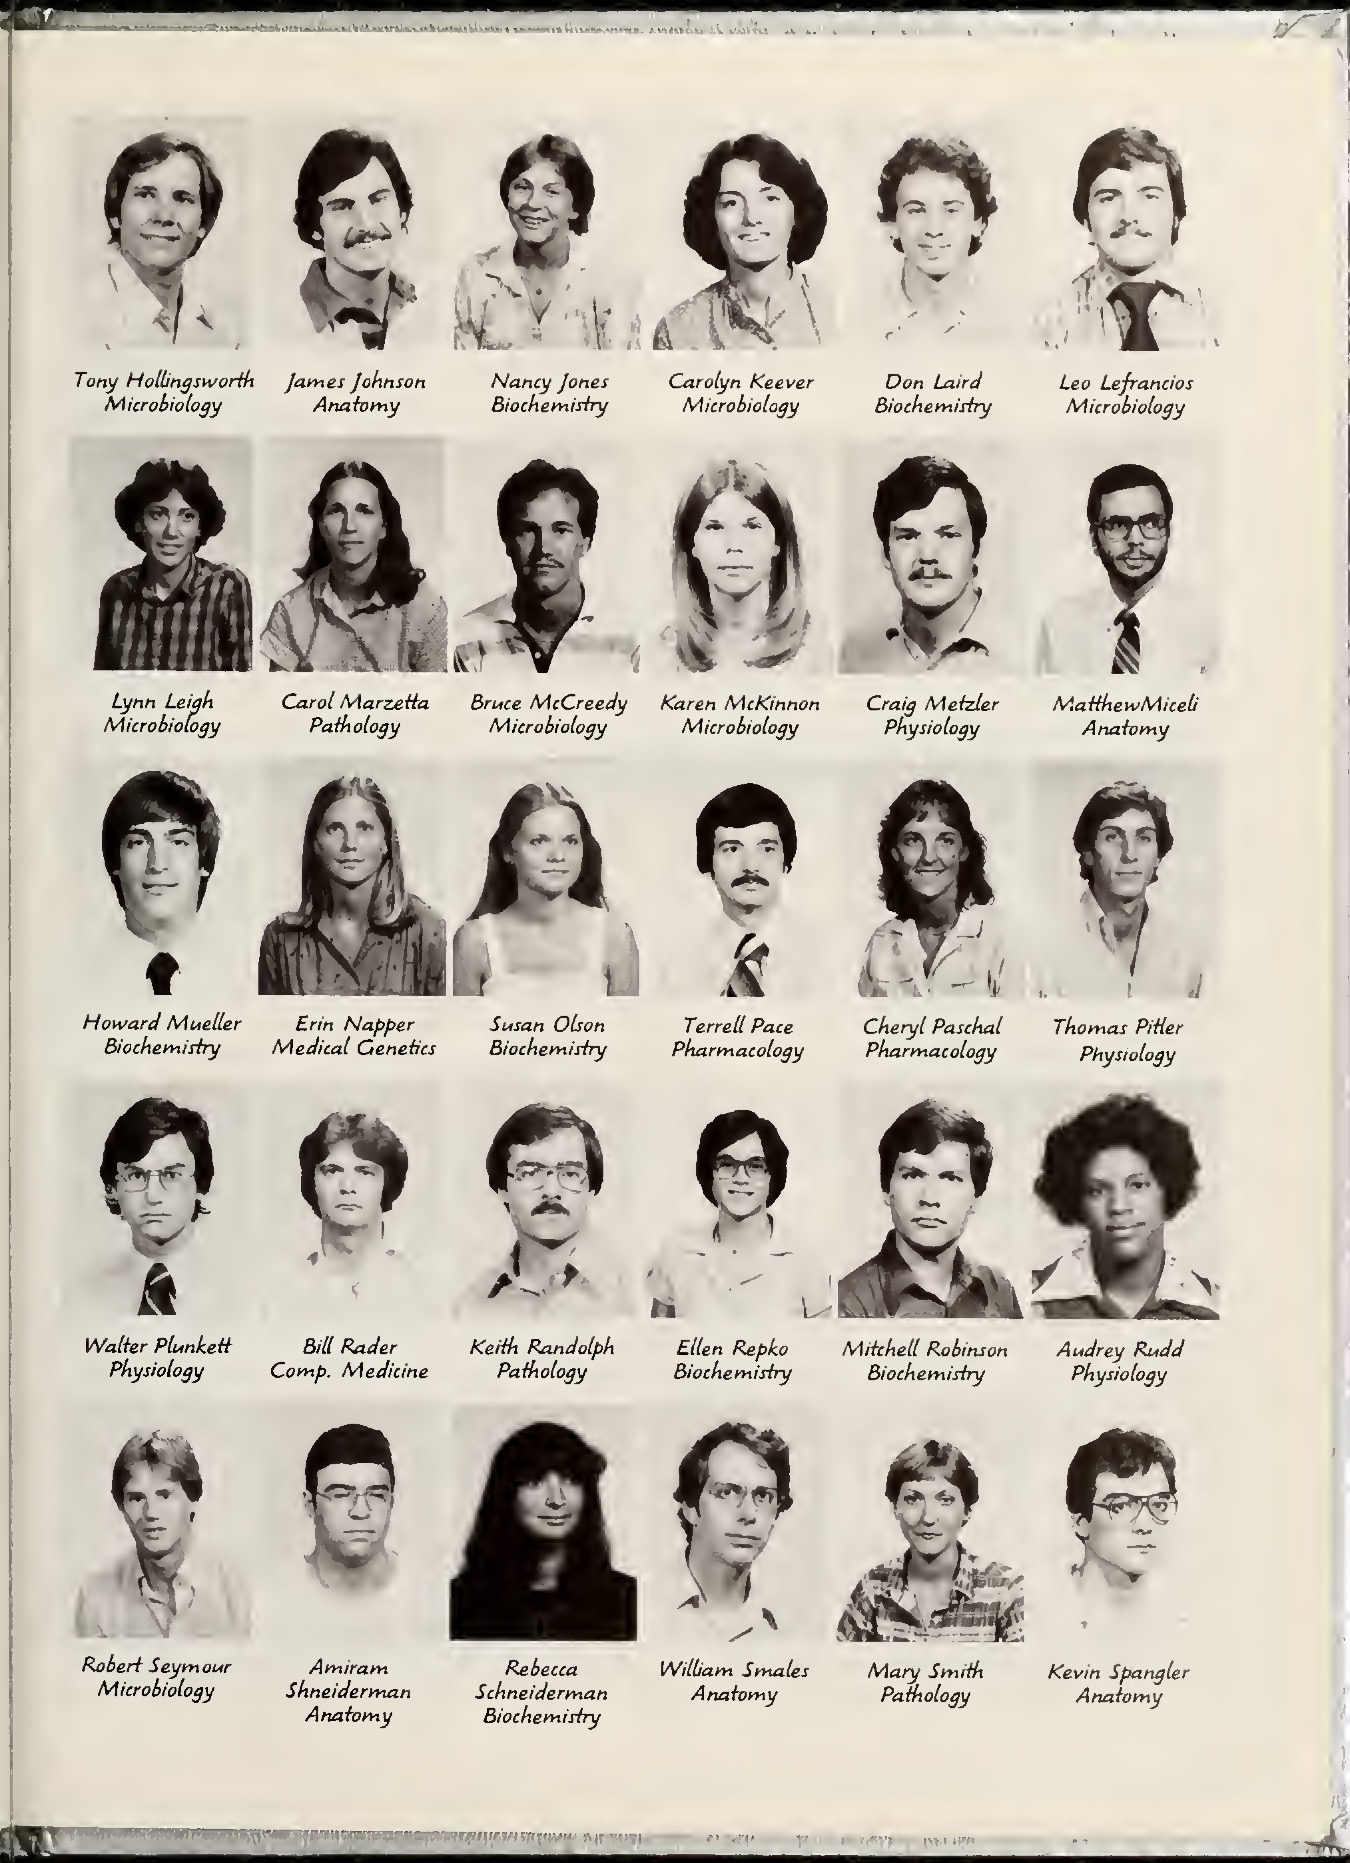 Tony Hollingsworth
Microbiology
James Johnson
Anatomy
Nancy Jones
Biochemistry
Carolyn Keever
Microbiology
Don Laird
Biochemistry
Leo Lefrancios
Microbiology
Lynn Leigh
Microbiology
Carol Marzetta
Pathology
Bruce McCreedy
Microbiology
Karen McKinnon
Microbiology
Craig Metzler
Physiology
MatthewMiceli
Anatomy
Howard Mueller
Biochemistry
Erin Napper
Medical Genetics
Susan Olson
Biochemistry
Terrell Pace
Pharmacology
Cheryl Paschal
Pharmacology
Thomas Pitler
Physiology
Walter Plunkett
Physiology
Bill Rader
Comp. Medicine
Keith Randolph
Pathology
Ellen Repko
Biochemistry
Mitchell Robinson
Biochemistry
Audrey Rudd
Physiology
Robert Seymour
Microbiology
Amiram
Shneiderman
Anatomy
Rebecca
Schneiderman
Biochemistry
William Smales
Anatomy
Mary Smith
Pathology
Kevin Spangler
Anatomy